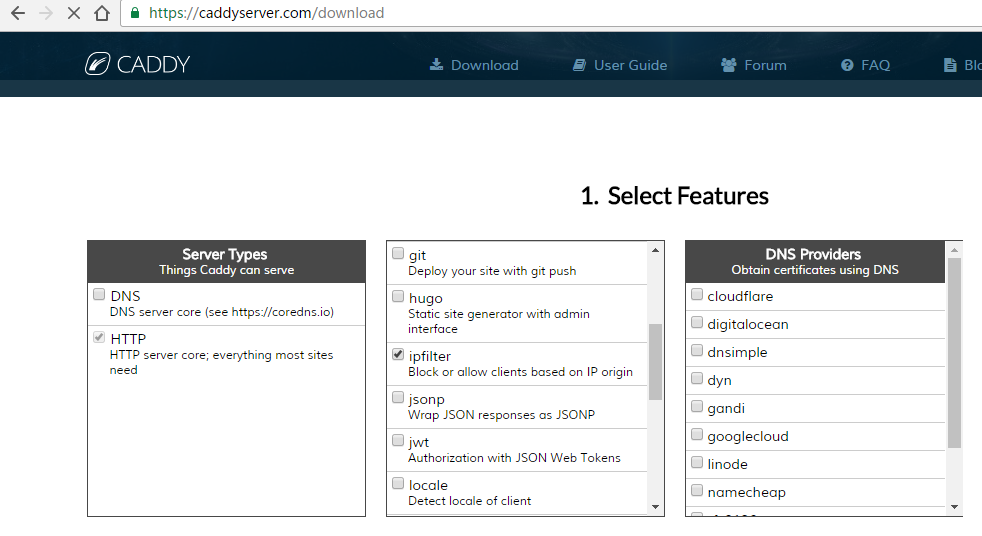 https://caddyserver.com/download
CADDY
Download
User Guide
Forum
FAQ
1. Select Features
Server Types
Things Caddy can serve
DNS
DNS server core (see https://coredns.io)
HTTP
HTTP server core; everything most sites
need
git
Deploy your site with git push
hugo
Static site generator with admin
interface
ipfilter
Block or allow clients based on IP origin
jsonp
Wrap JSON responses as JSONP
jwt
Authorization with JSON Web Tokens
locale
Detect locale of client
DNS Providers
Obtain certificates using DNS
cloudflare
digitalocean
dnsimple
dyn
gandi
googlecloud
linode
namecheap